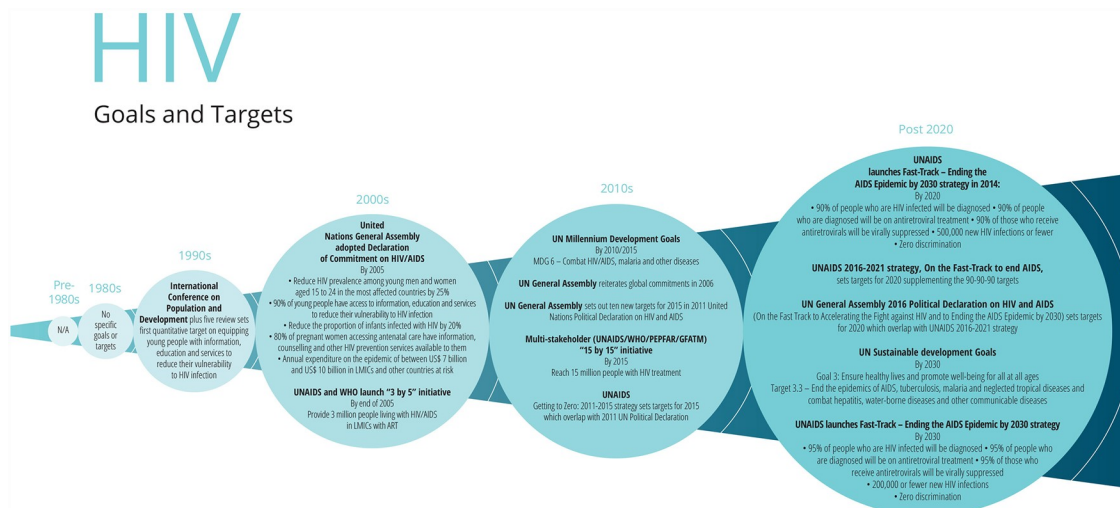 HIV
Goals and Targets
Pre-
1980s
N/A
1980s
No
specific
goals or
targets
1990s
International
Conference on
Population and
Development plus five review sets
first quantitative target on equipping
young people with information,
education and services to
reduce their vulnerability
to HIV infection
2000s
United
Nations General Assembly
adopted Declaration
of Commitment on HIV/AIDS
By 2005
• Reduce HIV prevalence among young men and women
aged 15 to 24 in the most affected countries by 25%
• 90% of young people have access to information, education and services
to reduce their vulnerability to HIV infection
• Reduce the proportion of infants infected with HIV by 20%
• 80% of pregnant women accessing antenatal care have information,
counselling and other HIV prevention services available to them
• Annual expenditure on the epidemic of between US$ 7 billion
and US$ 10 billion in LMICs and other countries at risk
UNAIDS and WHO launch “3 by 5” initiative
By end of 2005
Provide 3 million people living with HIV/AIDS
in LMICs with ART
2010s
UN Millennium Development Goals
By 2010/2015
MDG 6 – Combat HIV/AIDS, malaria and other diseases
UN General Assembly reiterates global commitments in 2006
UN General Assembly sets out ten new targets for 2015 in 2011 United
Nations Political Declaration on HIV and AIDS
Multi-stakeholder (UNAIDS/WHO/PEPFAR/GFATM)
“15 by 15” initiative
By 2015
Reach 15 million people with HIV treatment
UNAIDS
Getting to Zero: 2011-2015 strategy sets targets for 2015
which overlap with 2011 UN Political Declaration
Post 2020
UNAIDS
launches Fast-Track – Ending the
AIDS Epidemic by 2030 strategy in 2014:
By 2020
• 90% of people who are HIV infected will be diagnosed • 90% of people
who are diagnosed will be on antiretroviral treatment • 90% of those who receive
antiretrovirals will be virally suppressed • 500,000 new HIV infections or fewer
• Zero discrimination
UNAIDS 2016-2021 strategy, On the Fast-Track to end AIDS,
sets targets for 2020 supplementing the 90-90-90 targets
UN General Assembly 2016 Political Declaration on HIV and AIDS
(On the Fast Track to Accelerating the Fight against HIV and to Ending the AIDS Epidemic by 2030) sets targets
for 2020 which overlap with UNAIDS 2016-2021 strategy
UN Sustainable development Goals
By 2030
Goal 3: Ensure healthy lives and promote well-being for all at all ages
Target 3.3 – End the epidemics of AIDS, tuberculosis, malaria and neglected tropical diseases and
combat hepatitis, water-borne diseases and other communicable diseases
UNAIDS launches Fast-Track – Ending the AIDS Epidemic by 2030 strategy
By 2030
• 95% of people who are HIV infected will be diagnosed • 95% of people who
are diagnosed will be on antiretroviral treatment • 95% of those who
receive antiretrovirals will be virally suppressed
• 200,000 or fewer new HIV infections
• Zero discrimination